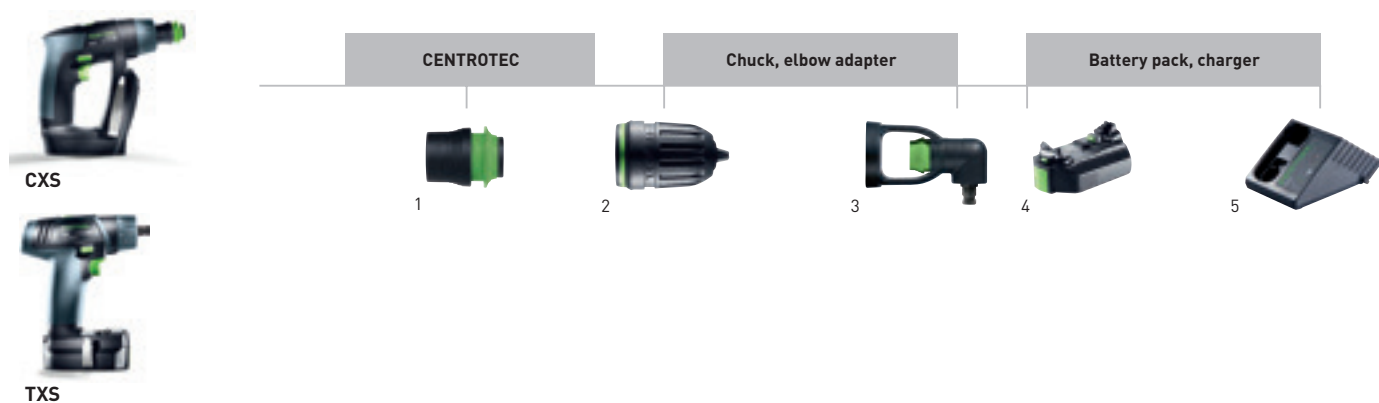 CENTROTEC
Chuck, elbow adapter
Battery pack, charger
CXS
1
2
3
4
5
TXS